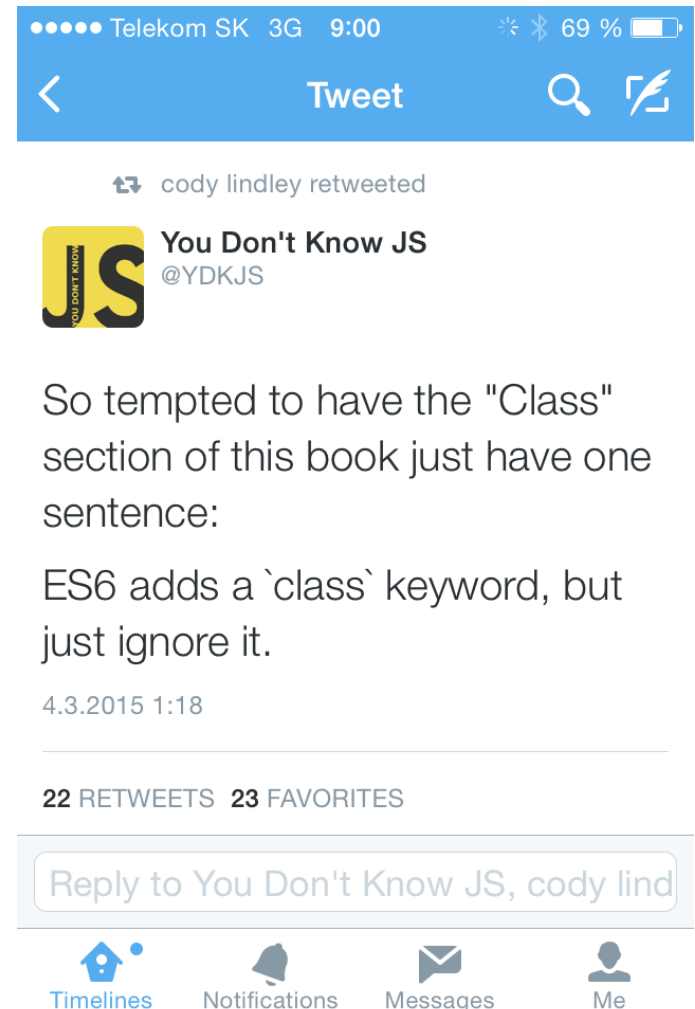 Telekom SK 3G 9:00 69 %
Tweet
cody lindley retweeted
You Don't Know JS
@YDKJS
JS
YOU DON'T KNOW
So tempted to have the "Class"
section of this book just have one
sentence:
ES6 adds a `class` keyword, but
just ignore it.
4.3.2015 1:18
22 RETWEETS 23 FAVORITES
Reply to You Don't Know JS, cody lind
Timelines Notifications Messages Me